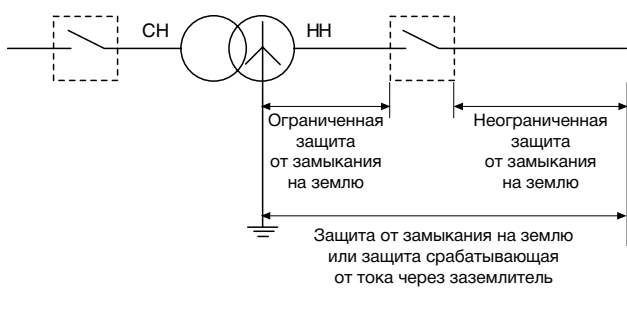 СН
НН
Ограниченная
защита
от замыкания
на землю
Неограниченная
защита
от замыкания
на землю
Защита от замыкания на землю
или защита срабатывающая
от тока через заземлитель